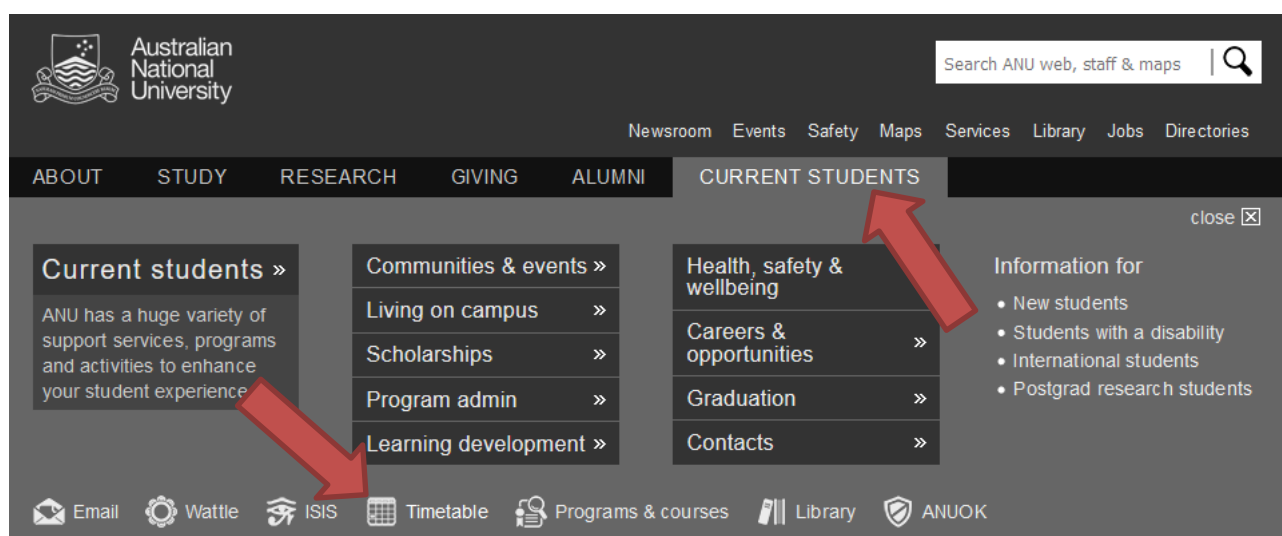 Australian
National
University
Search ANU web, staff & maps
Newsroom Events Safety Maps Services Library Jobs Directories
ABOUT STUDY RESEARCH GIVING ALUMNI CURRENT STUDENTS
close
Current students »
ANU has a huge variety of
support services, programs
and activities to enhance
your student experience
Communities & events »
Living on campus »
Scholarships »
Program admin »
Learning development »
Health, safety &
wellbeing
Careers &
opportunities »
Graduation »
Contacts »
Information for
• New students
• Students with a disability
• International students
• Postgrad research students
Email Wattle ISIS Timetable Programs & courses Library ANUOK